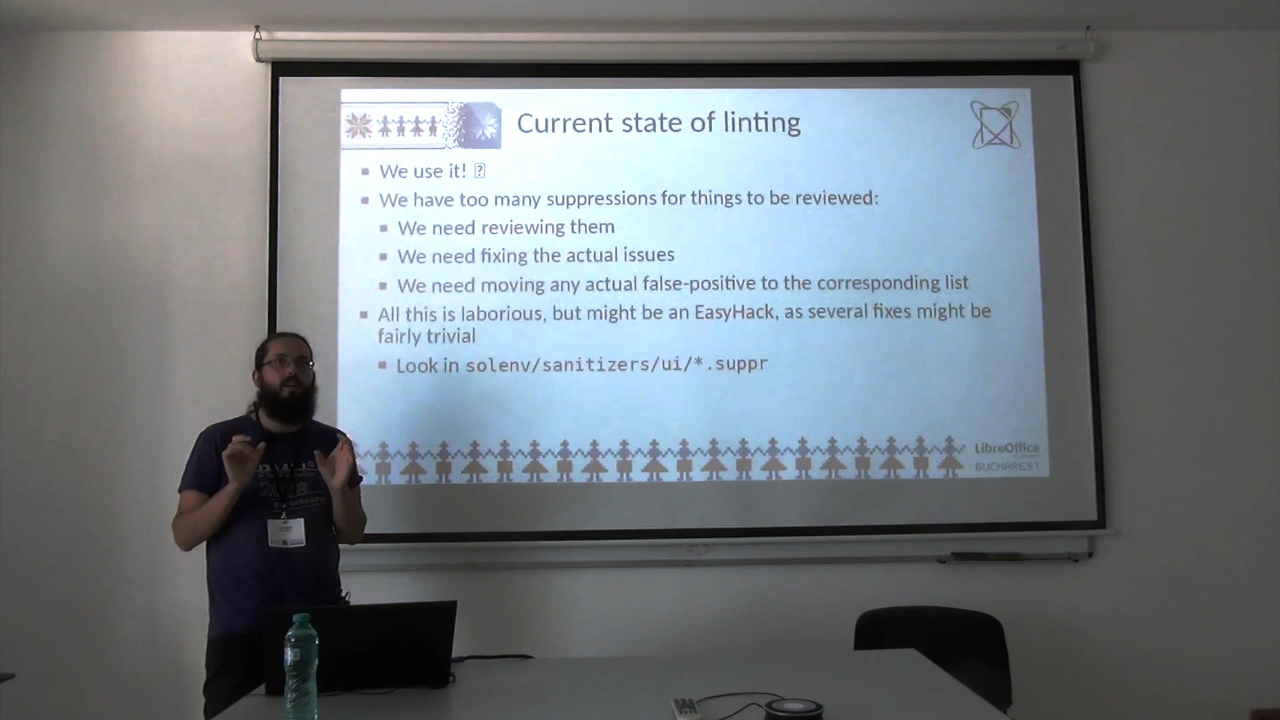 Current state of linting
We use it!
We have too many suppressions for things to be reviewed:
We need reviewing them
We need fixing the actual issues
We need moving any actual false-positive to the corresponding list
All this is laborious, but might be an EasyHack, as several fixes might be
fairly trivial
Look in solenv/sanitizers/ui/*.suppr
LibreOffice
BUCHAREST